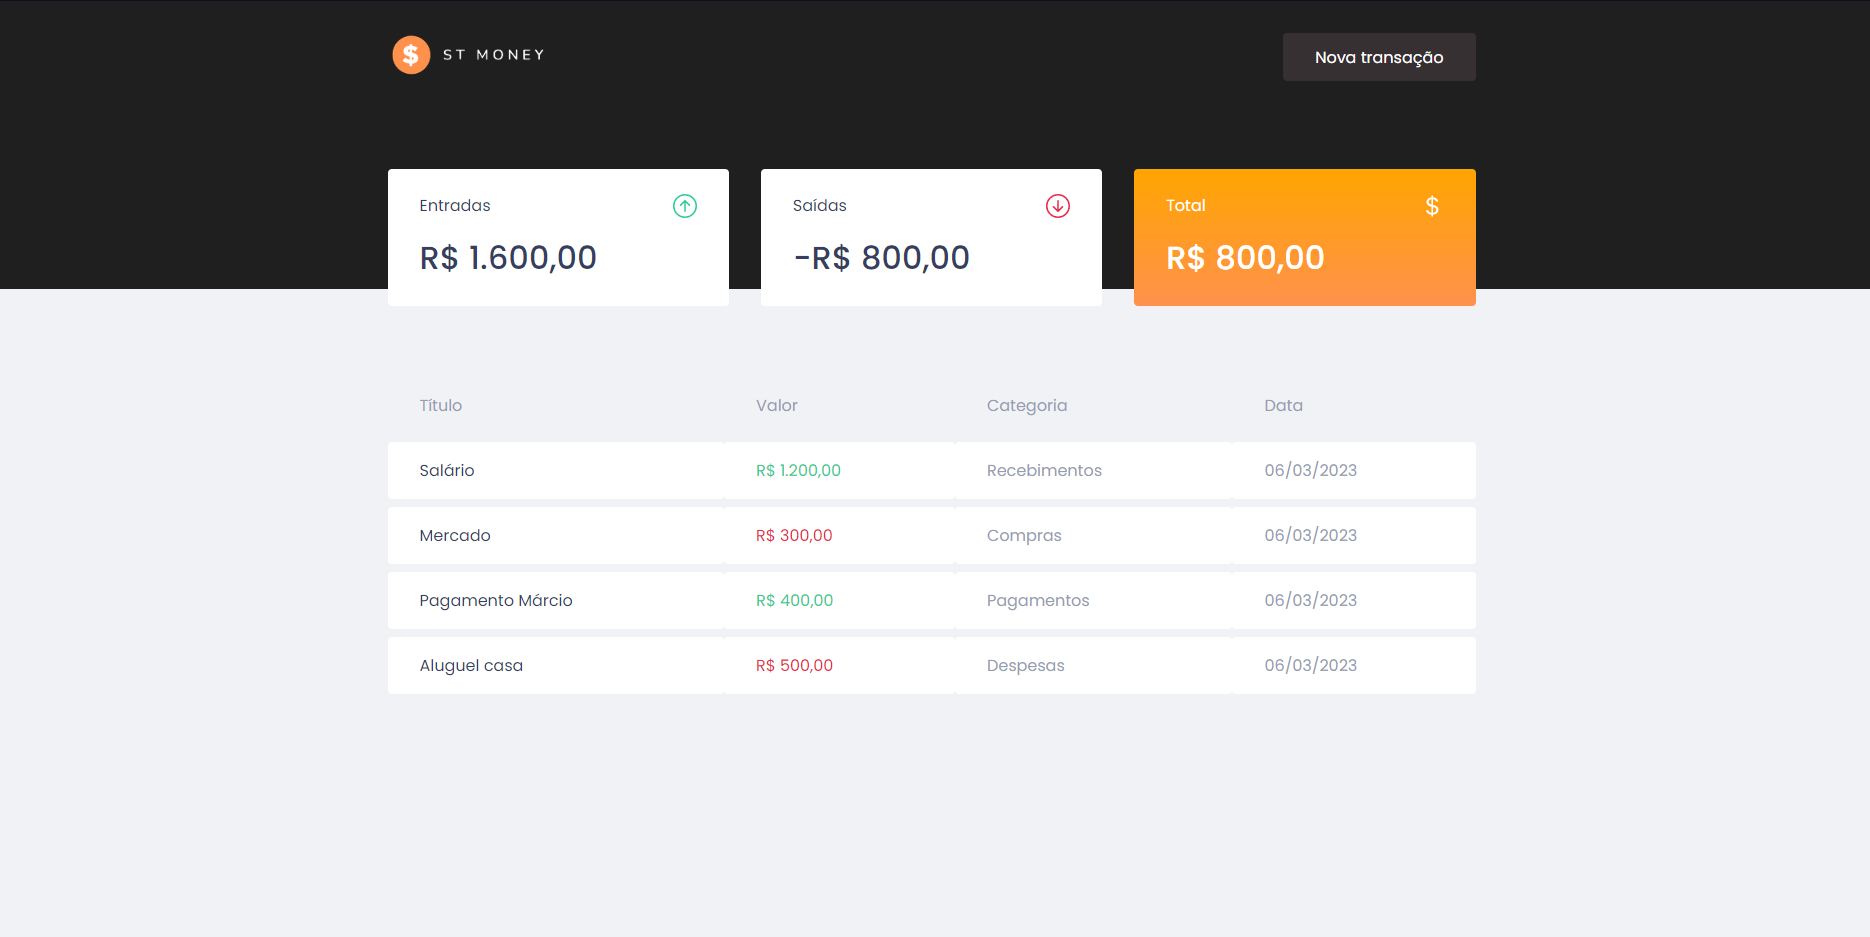 $ ST MONEY Nova transação
Entradas Saídas Total $
R$ 1.600,00 -R$ 800,00 R$ 800,00
Título Valor Categoria Data
Salário R$ 1.200,00 Recebimentos 06/03/2023
Mercado R$ 300,00 Compras 06/03/2023
Pagamento Márcio R$ 400,00 Pagamentos 06/03/2023
Aluguel casa R$ 500,00 Despesas 06/03/2023